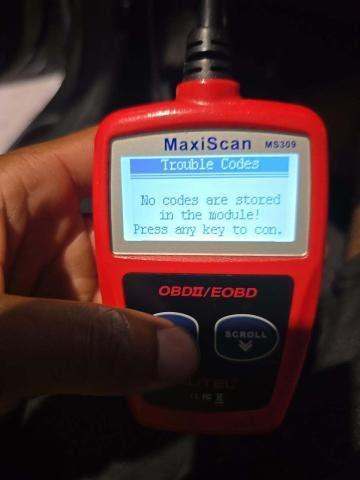 MaxiScan MS309
Trouble Codes
No codes are stored
in the module!
Press any key to con.
OBDII/EOBD
SCROLL